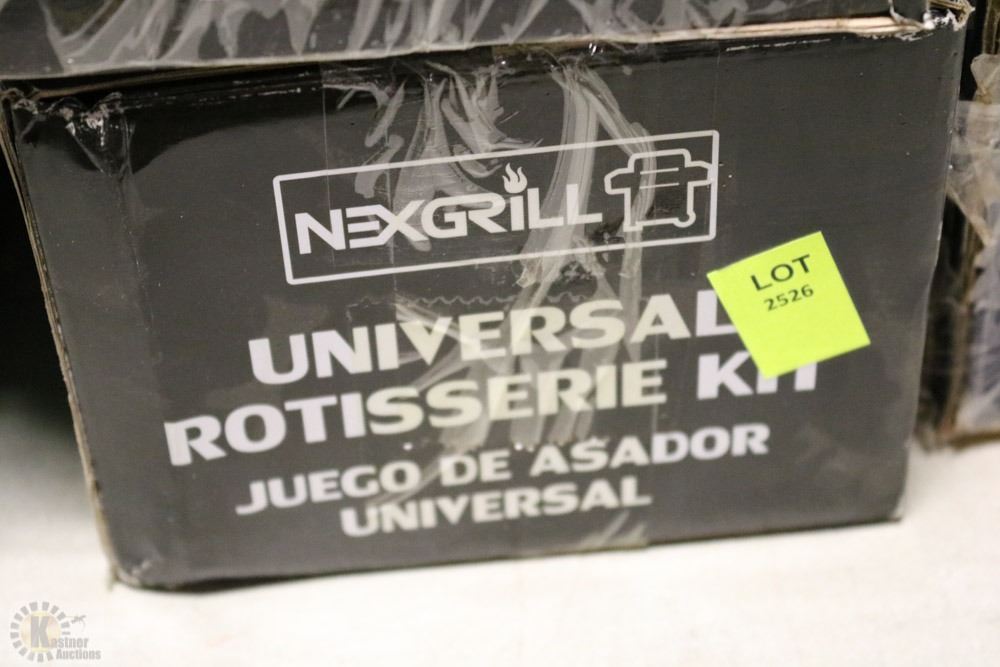 NEXGRILL
LOT
2526
UNIVERSAL
ROTISSERIE KIT
JUEGO DE ASADOR
UNIVERSAL
Kastner
Auctions